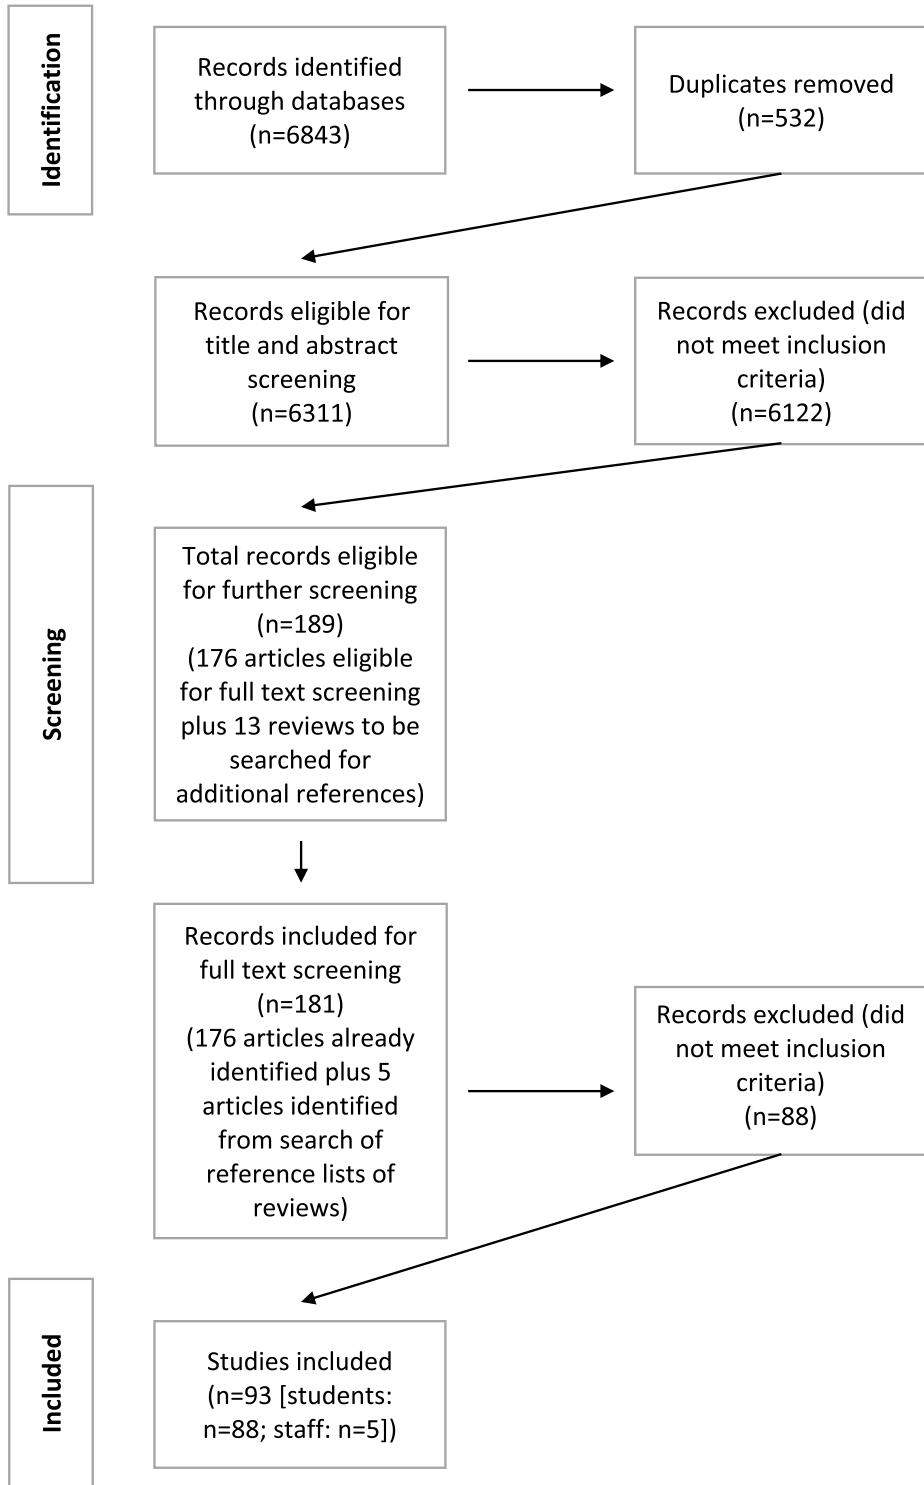 Identification
Records identified
through databases
(n=6843)
Duplicates removed
(n=532)
Records eligible for
title and abstract
screening
(n=6311)
Records excluded (did
not meet inclusion
criteria)
(n=6122)
Screening
Total records eligible
for further screening
(n=189)
(176 articles eligible
for full text screening
plus 13 reviews to be
searched for
additional references)
Records included for
full text screening
(n=181)
(176 articles already
identified plus 5
articles identified
from search of
reference lists of
reviews)
Records excluded (did
not meet inclusion
criteria)
(n=88)
Included
Studies included
(n=93 [students:
n=88; staff: n=5])